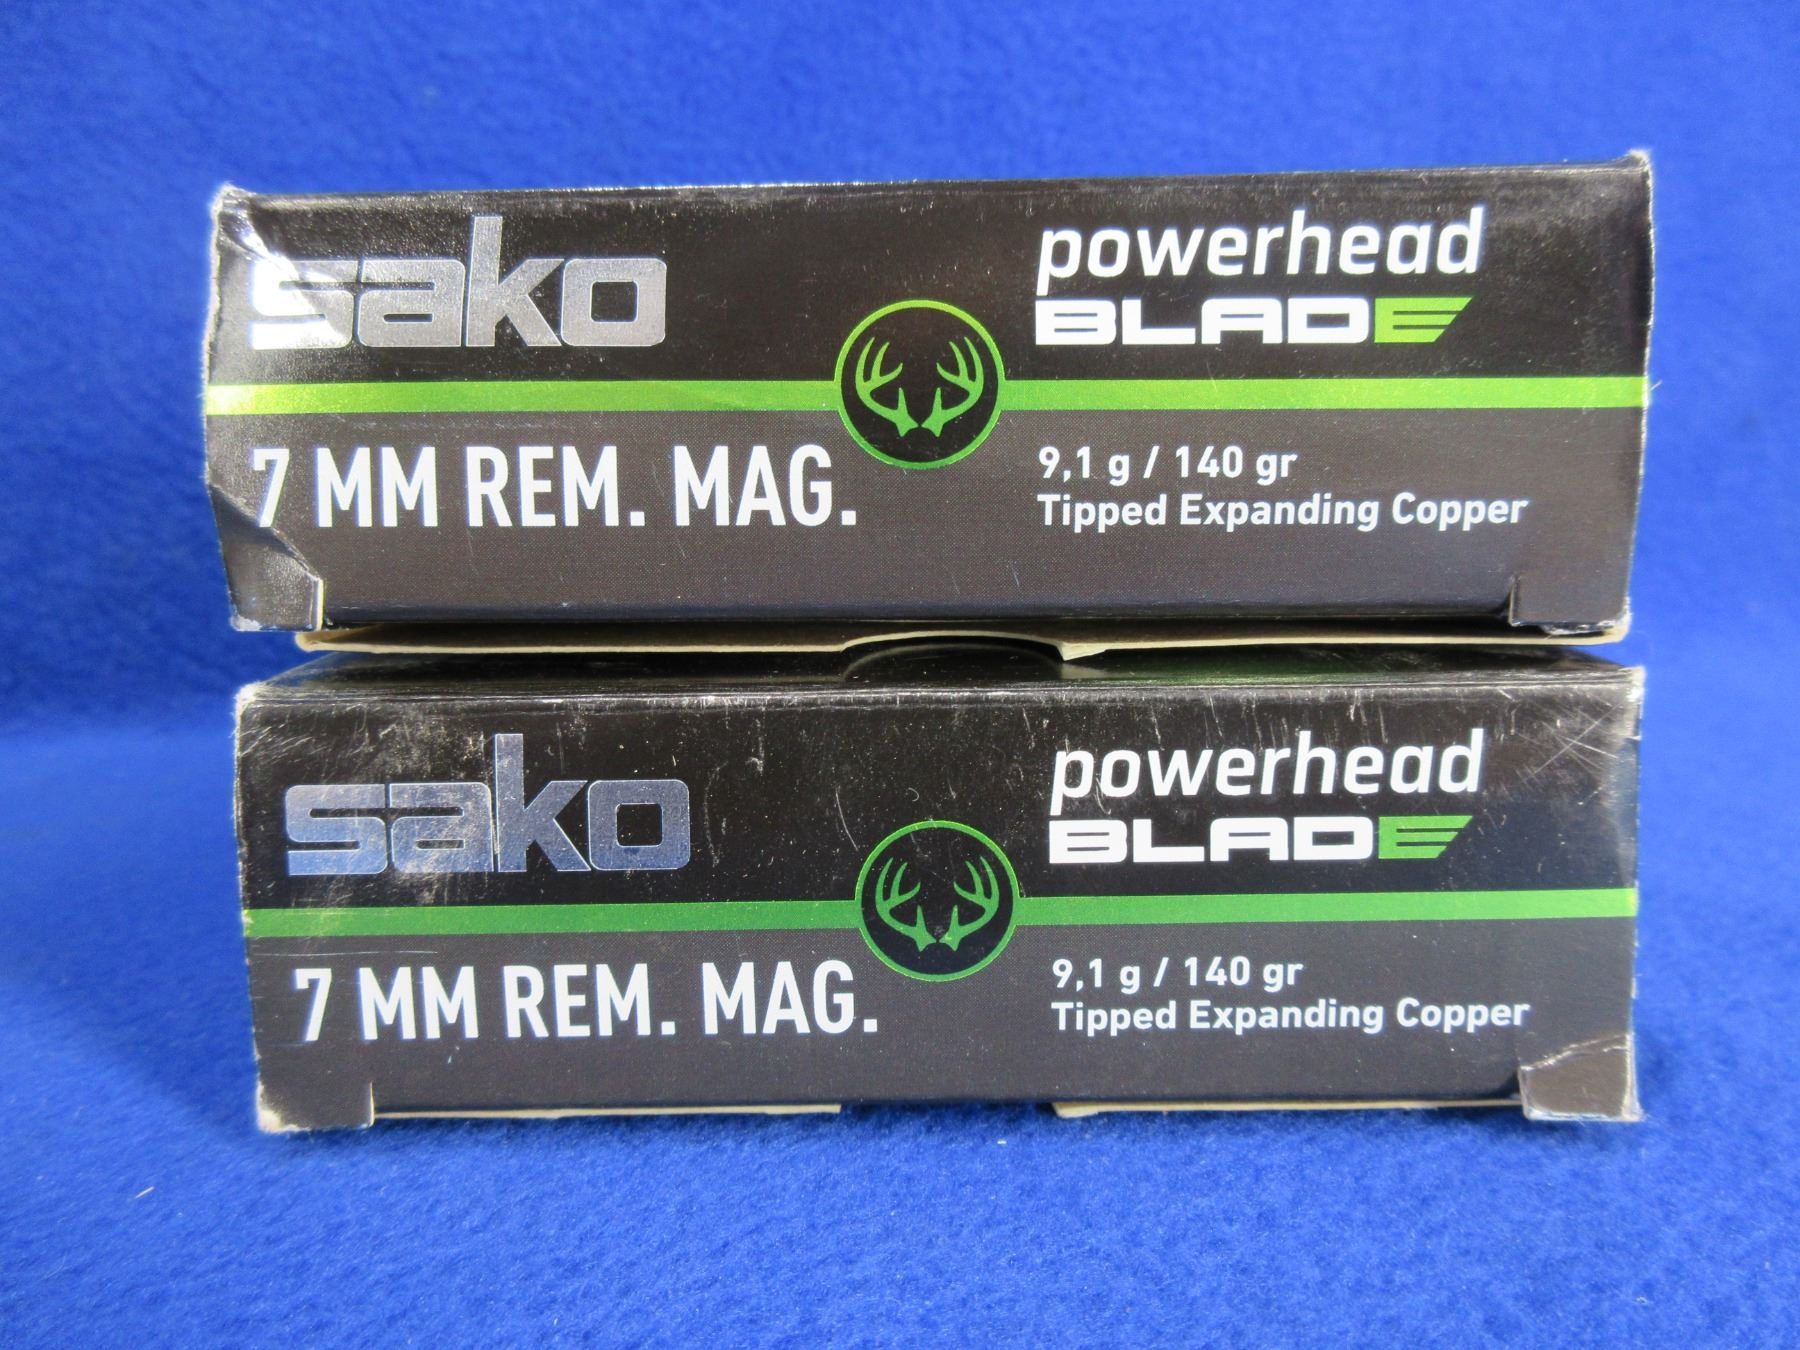 sako
powerhead
BLADE
7 MM REM. MAG.
9,1 g / 140 gr
Tipped Expanding Copper
sako
powerhead
BLADE
7 MM REM. MAG.
9,1 g / 140 gr
Tipped Expanding Copper